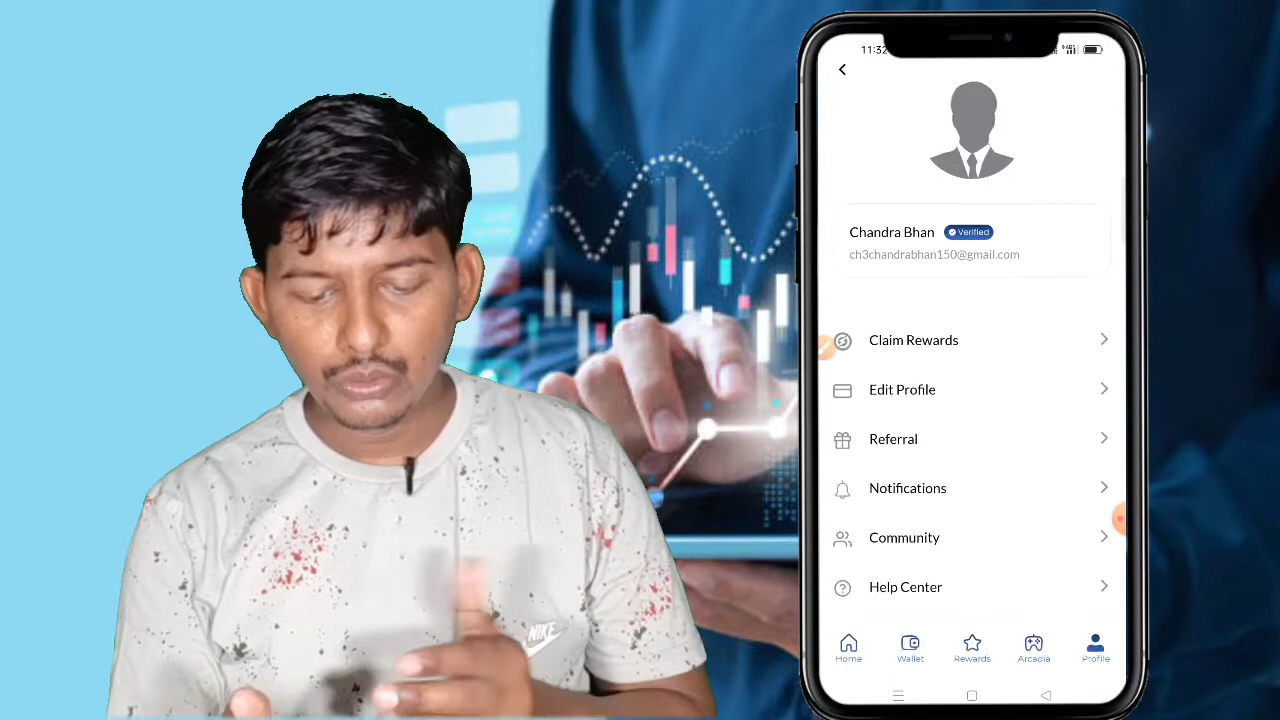 11:32
Chandra Bhan
Verified
ch3chandrabhan150@gmail.com
Claim Rewards
Edit Profile
Referral
Notifications
Community
Help Center
Home
Wallet
Rewards
Arcadia
Profile
NIKE